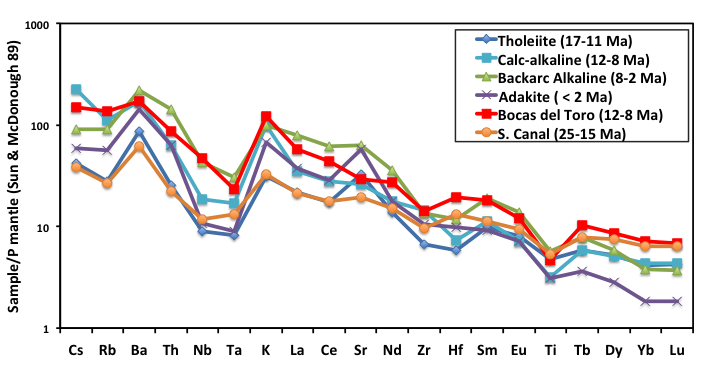 Sample/P mantle (Sun & McDonough 89)
1000
100
10
1
Tholeiite (17-11 Ma)
Calc-alkaline (12-8 Ma)
Backarc Alkaline (8-2 Ma)
Adakite ( < 2 Ma)
Bocas del Toro (12-8 Ma)
S. Canal (25-15 Ma)
Cs Rb Ba Th Nb Ta K La Ce Sr Nd Zr Hf Sm Eu Ti Tb Dy Yb Lu